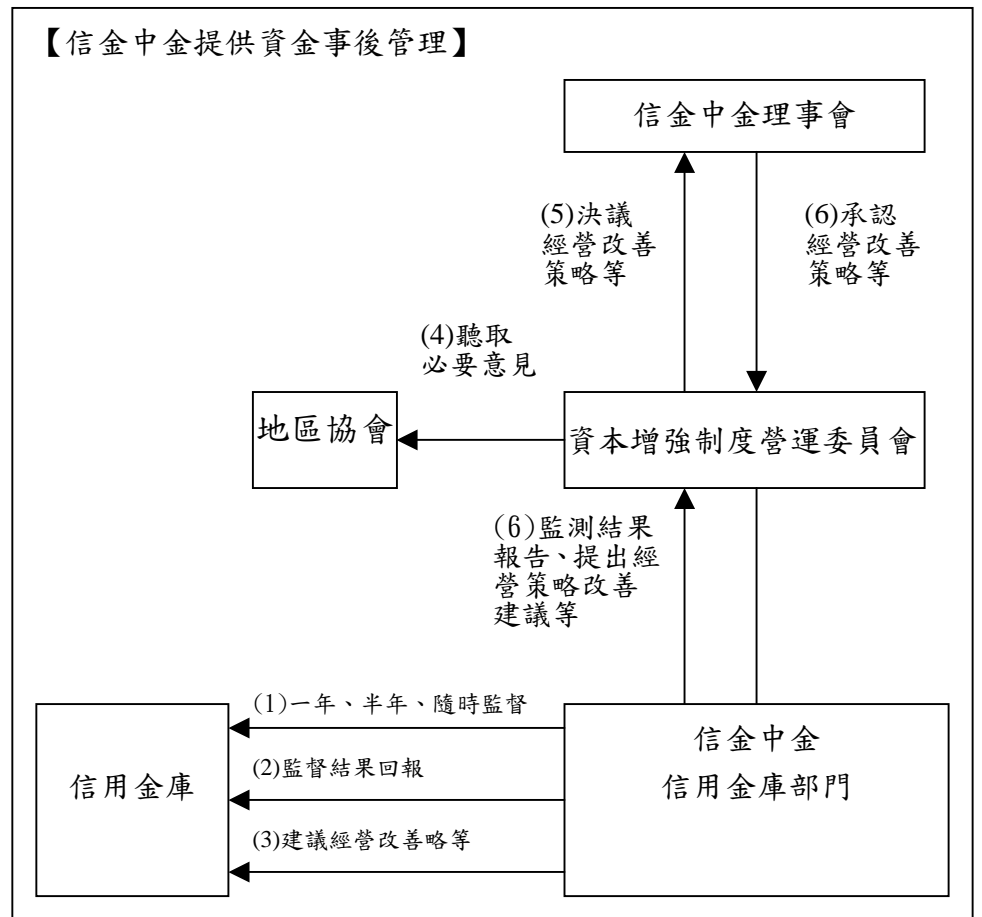 【信金中金提供資金事後管理】
信金中金理事會
(5)決議
經營改善
策略等
(6)承認
經營改善
策略等
(4)聽取
必要意見
地區協會
資本增強制度營運委員會
(6)監測結果
報告、提出經
營策略改善
建議等
(1)一年、半年、隨時監督
(2)監督結果回報
(3)建議經營改善略等
信用金庫
信金中金
信用金庫部門